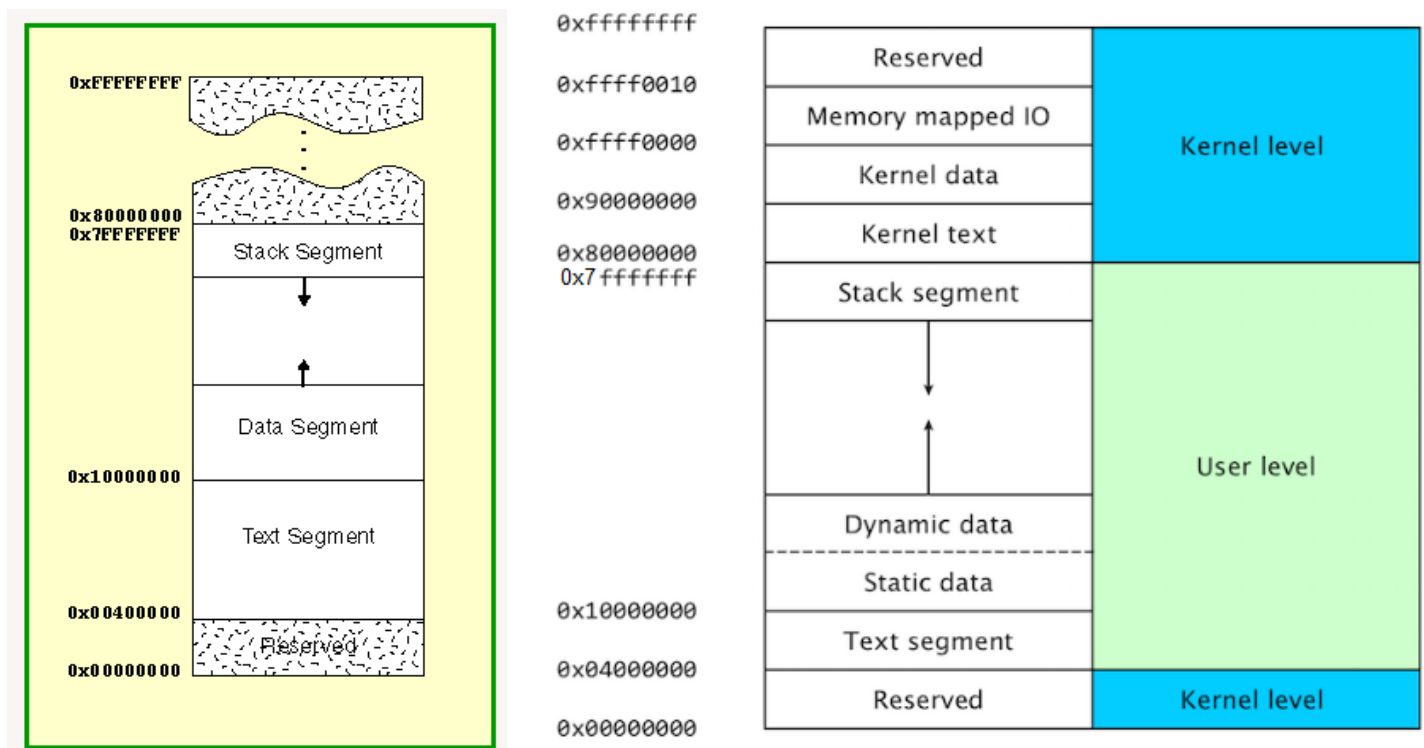 0xFFFFFFFF
0x80000000
0x7FFFFFFF
Stack Segment
Data Segment
0x10000000
Text Segment
0x00400000
Reserved
0x00000000
0xffffffff
Reserved
0xffff0010
Memory mapped IO
0xffff0000
Kernel level
Kernel data
0x90000000
Kernel text
0x80000000
0x7fffffff
Stack segment
User level
Dynamic data
Static data
0x10000000
Text segment
0x04000000
Reserved
Kernel level
0x00000000